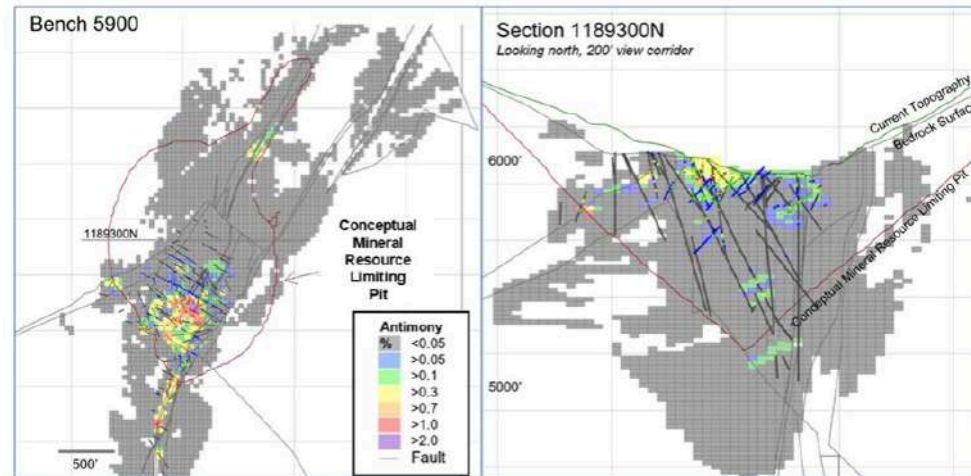 Bench 5900
1189300N
Conceptual
Mineral
Resource
Limiting
Pit
Antimony
% <0.05
>0.05
>0.1
>0.3
>0.7
>1.0
>2.0
Fault
500'
Section 1189300N
Looking north, 200' view corridor
Current Topography
Bedrock Surface
6000'
Conceptual Mineral Resource Limiting Pit
5000'